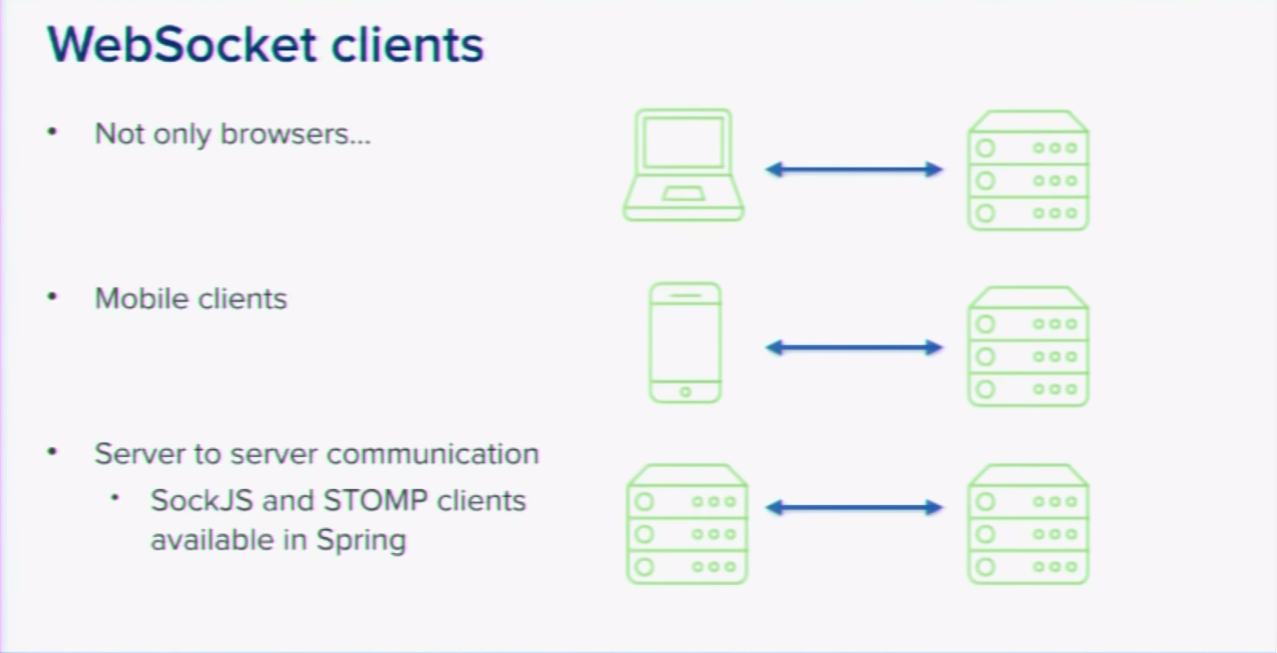 WebSocket clients
• Not only browsers...
• Mobile clients
• Server to server communication
• SockJS and STOMP clients
available in Spring